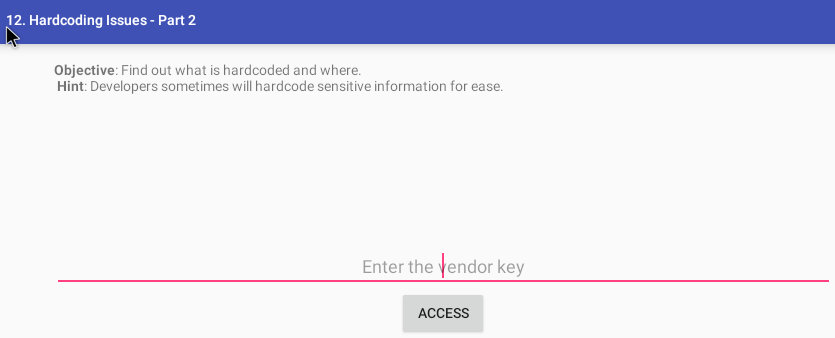 12. Hardcoding Issues - Part 2
Objective: Find out what is hardcoded and where.
Hint: Developers sometimes will hardcode sensitive information for ease.
Enter the vendor key
ACCESS